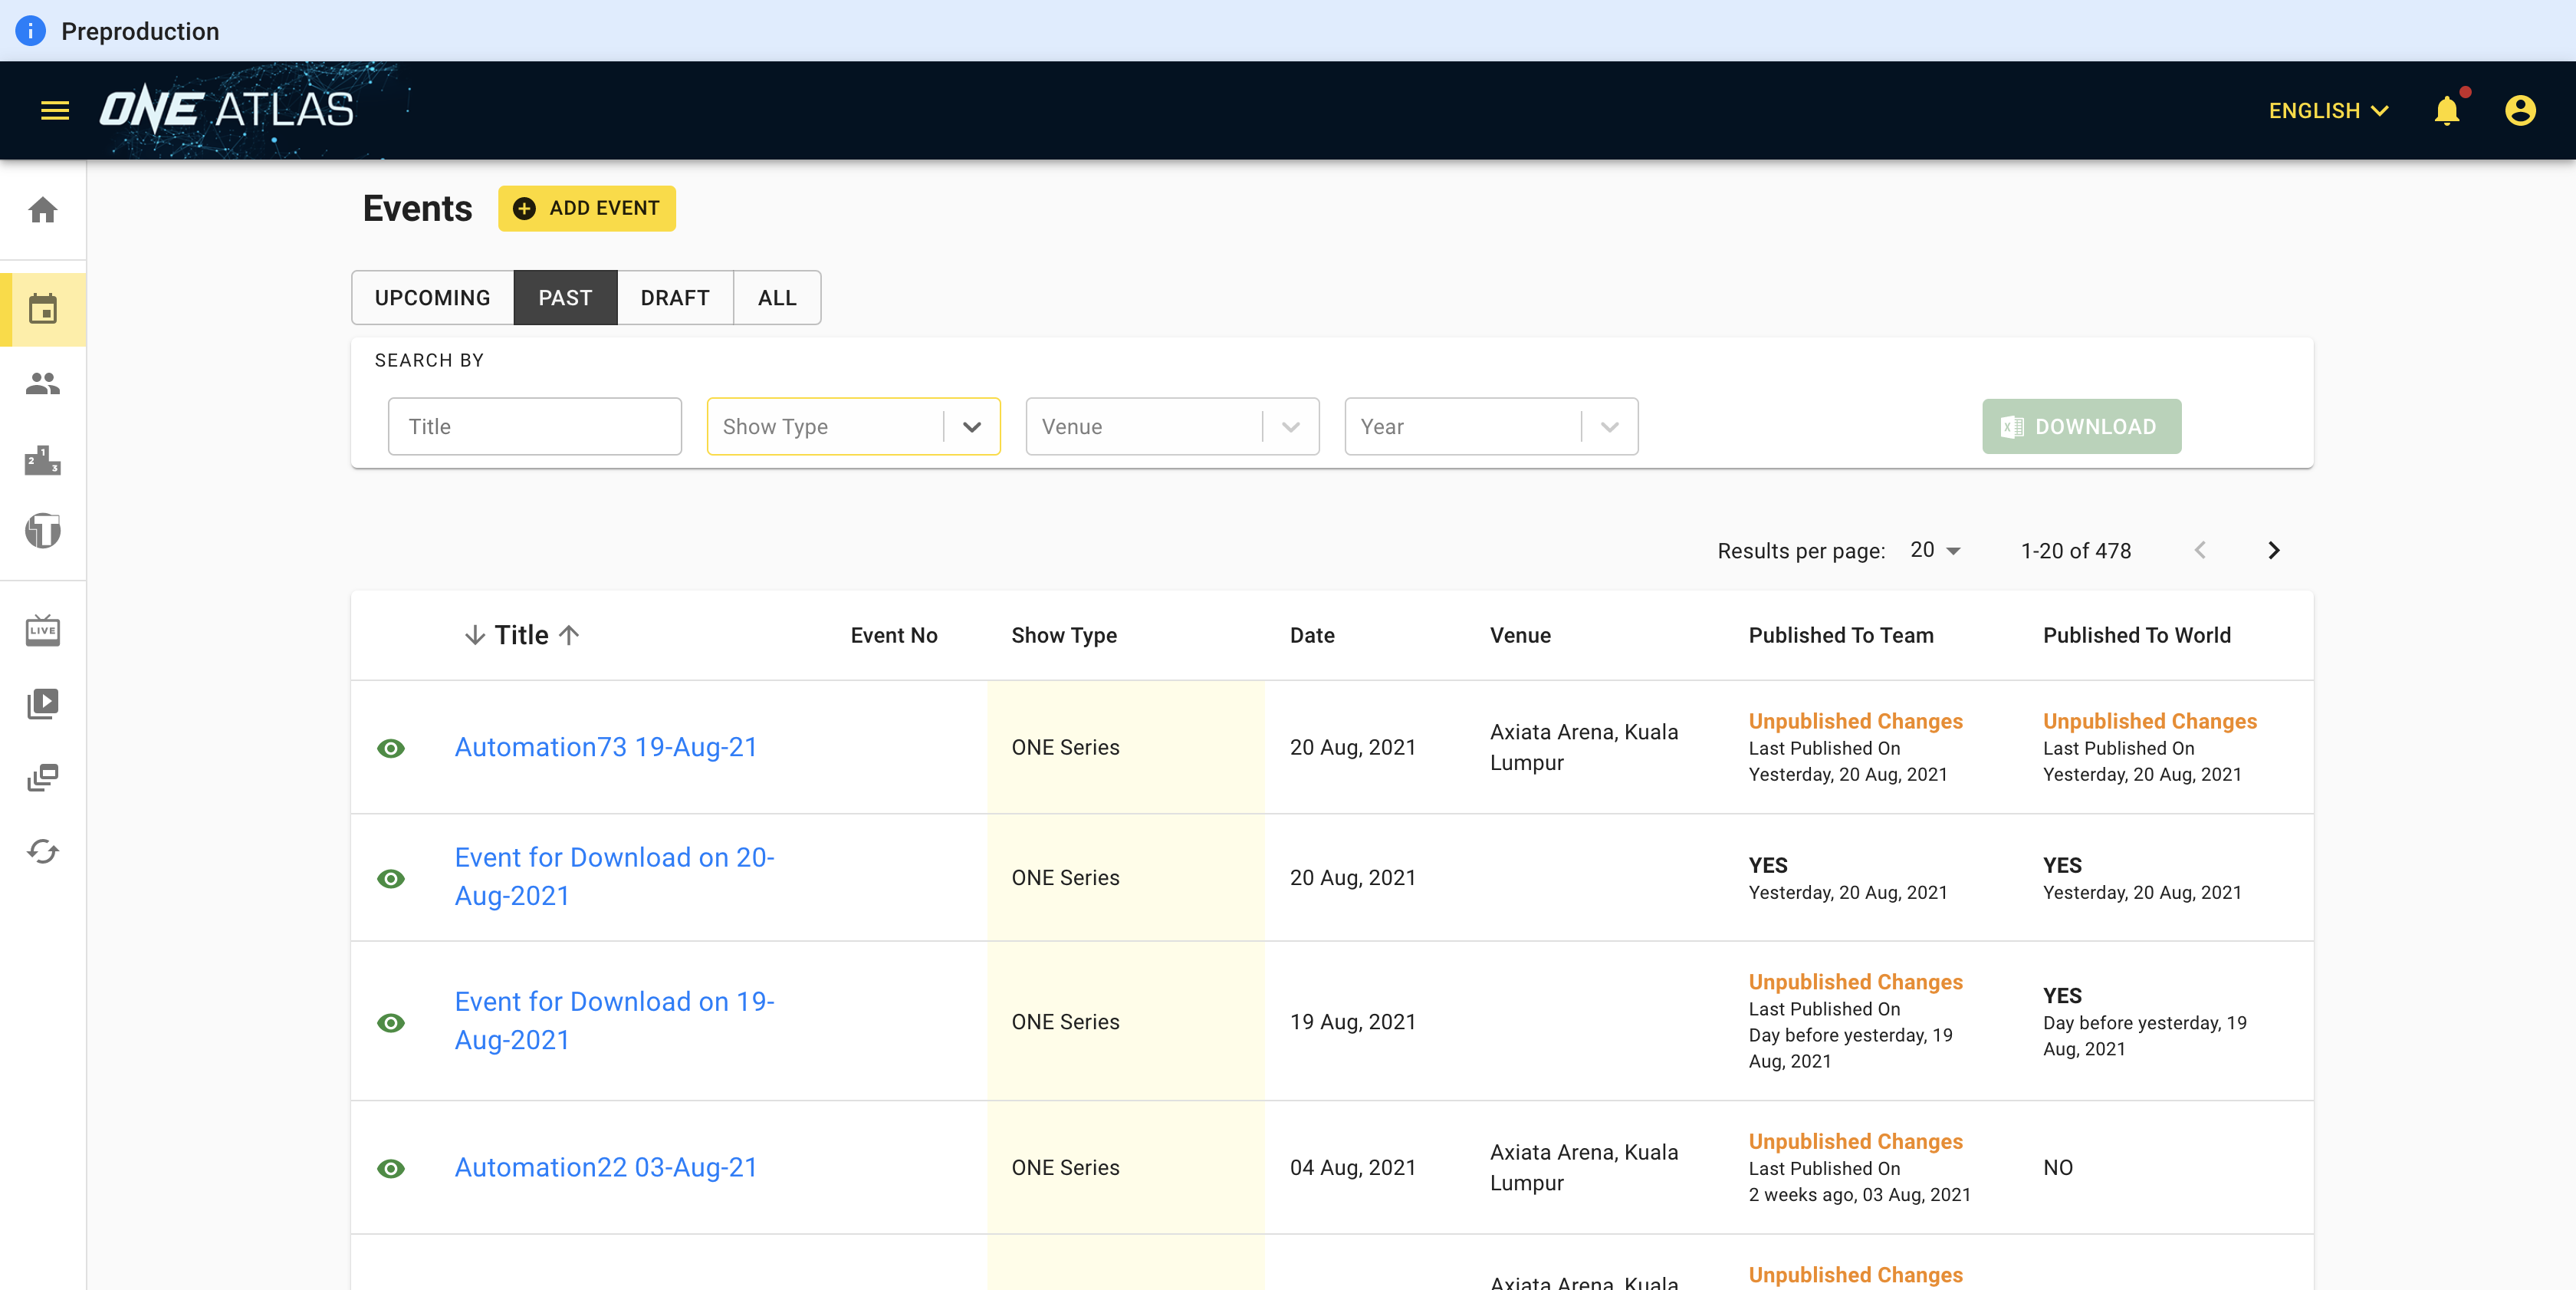 Preproduction
ONE ATLAS
ENGLISH
Events
ADD EVENT
UPCOMING
PAST
DRAFT
ALL
SEARCH BY
Title
Show Type
Venue
Year
DOWNLOAD
Results per page: 20
1-20 of 478
Title
Event No
Show Type
Date
Venue
Published To Team
Published To World
Automation73 19-Aug-21
ONE Series
20 Aug, 2021
Axiata Arena, Kuala
Lumpur
Unpublished Changes
Last Published On
Yesterday, 20 Aug, 2021
Unpublished Changes
Last Published On
Yesterday, 20 Aug, 2021
Event for Download on 20-
Aug-2021
ONE Series
20 Aug, 2021
YES
Yesterday, 20 Aug, 2021
YES
Yesterday, 20 Aug, 2021
Event for Download on 19-
Aug-2021
ONE Series
19 Aug, 2021
Unpublished Changes
Last Published On
Day before yesterday, 19
Aug, 2021
YES
Day before yesterday, 19
Aug, 2021
Automation22 03-Aug-21
ONE Series
04 Aug, 2021
Axiata Arena, Kuala
Lumpur
Unpublished Changes
Last Published On
2 weeks ago, 03 Aug, 2021
NO
Axiata Arena, Kuala
Unpublished Changes
2 1 3
T
LIVE